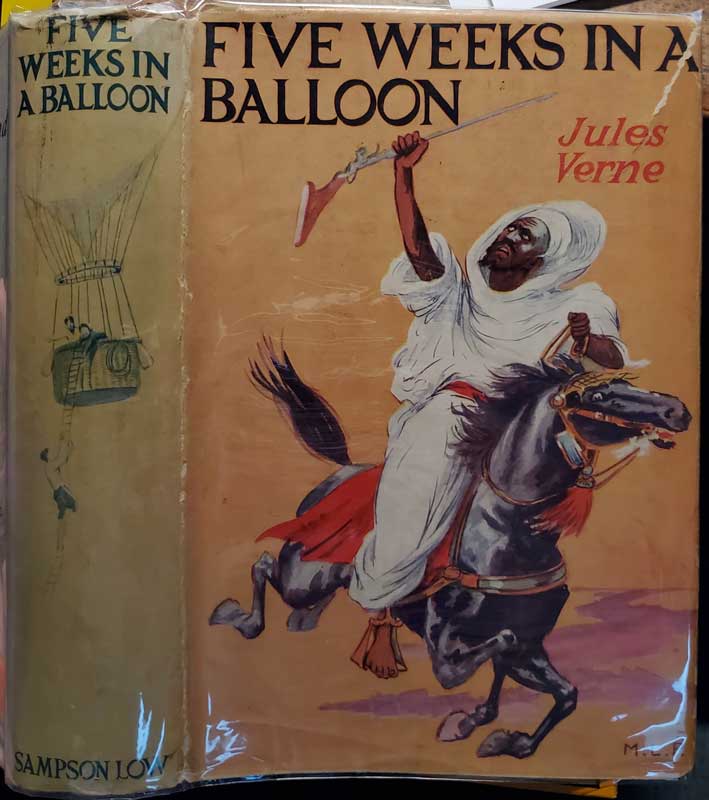 FIVE
WEEKS IN
A BALLOON
SAMPSON LOW
FIVE WEEKS IN A
BALLOON
Jules
Verne